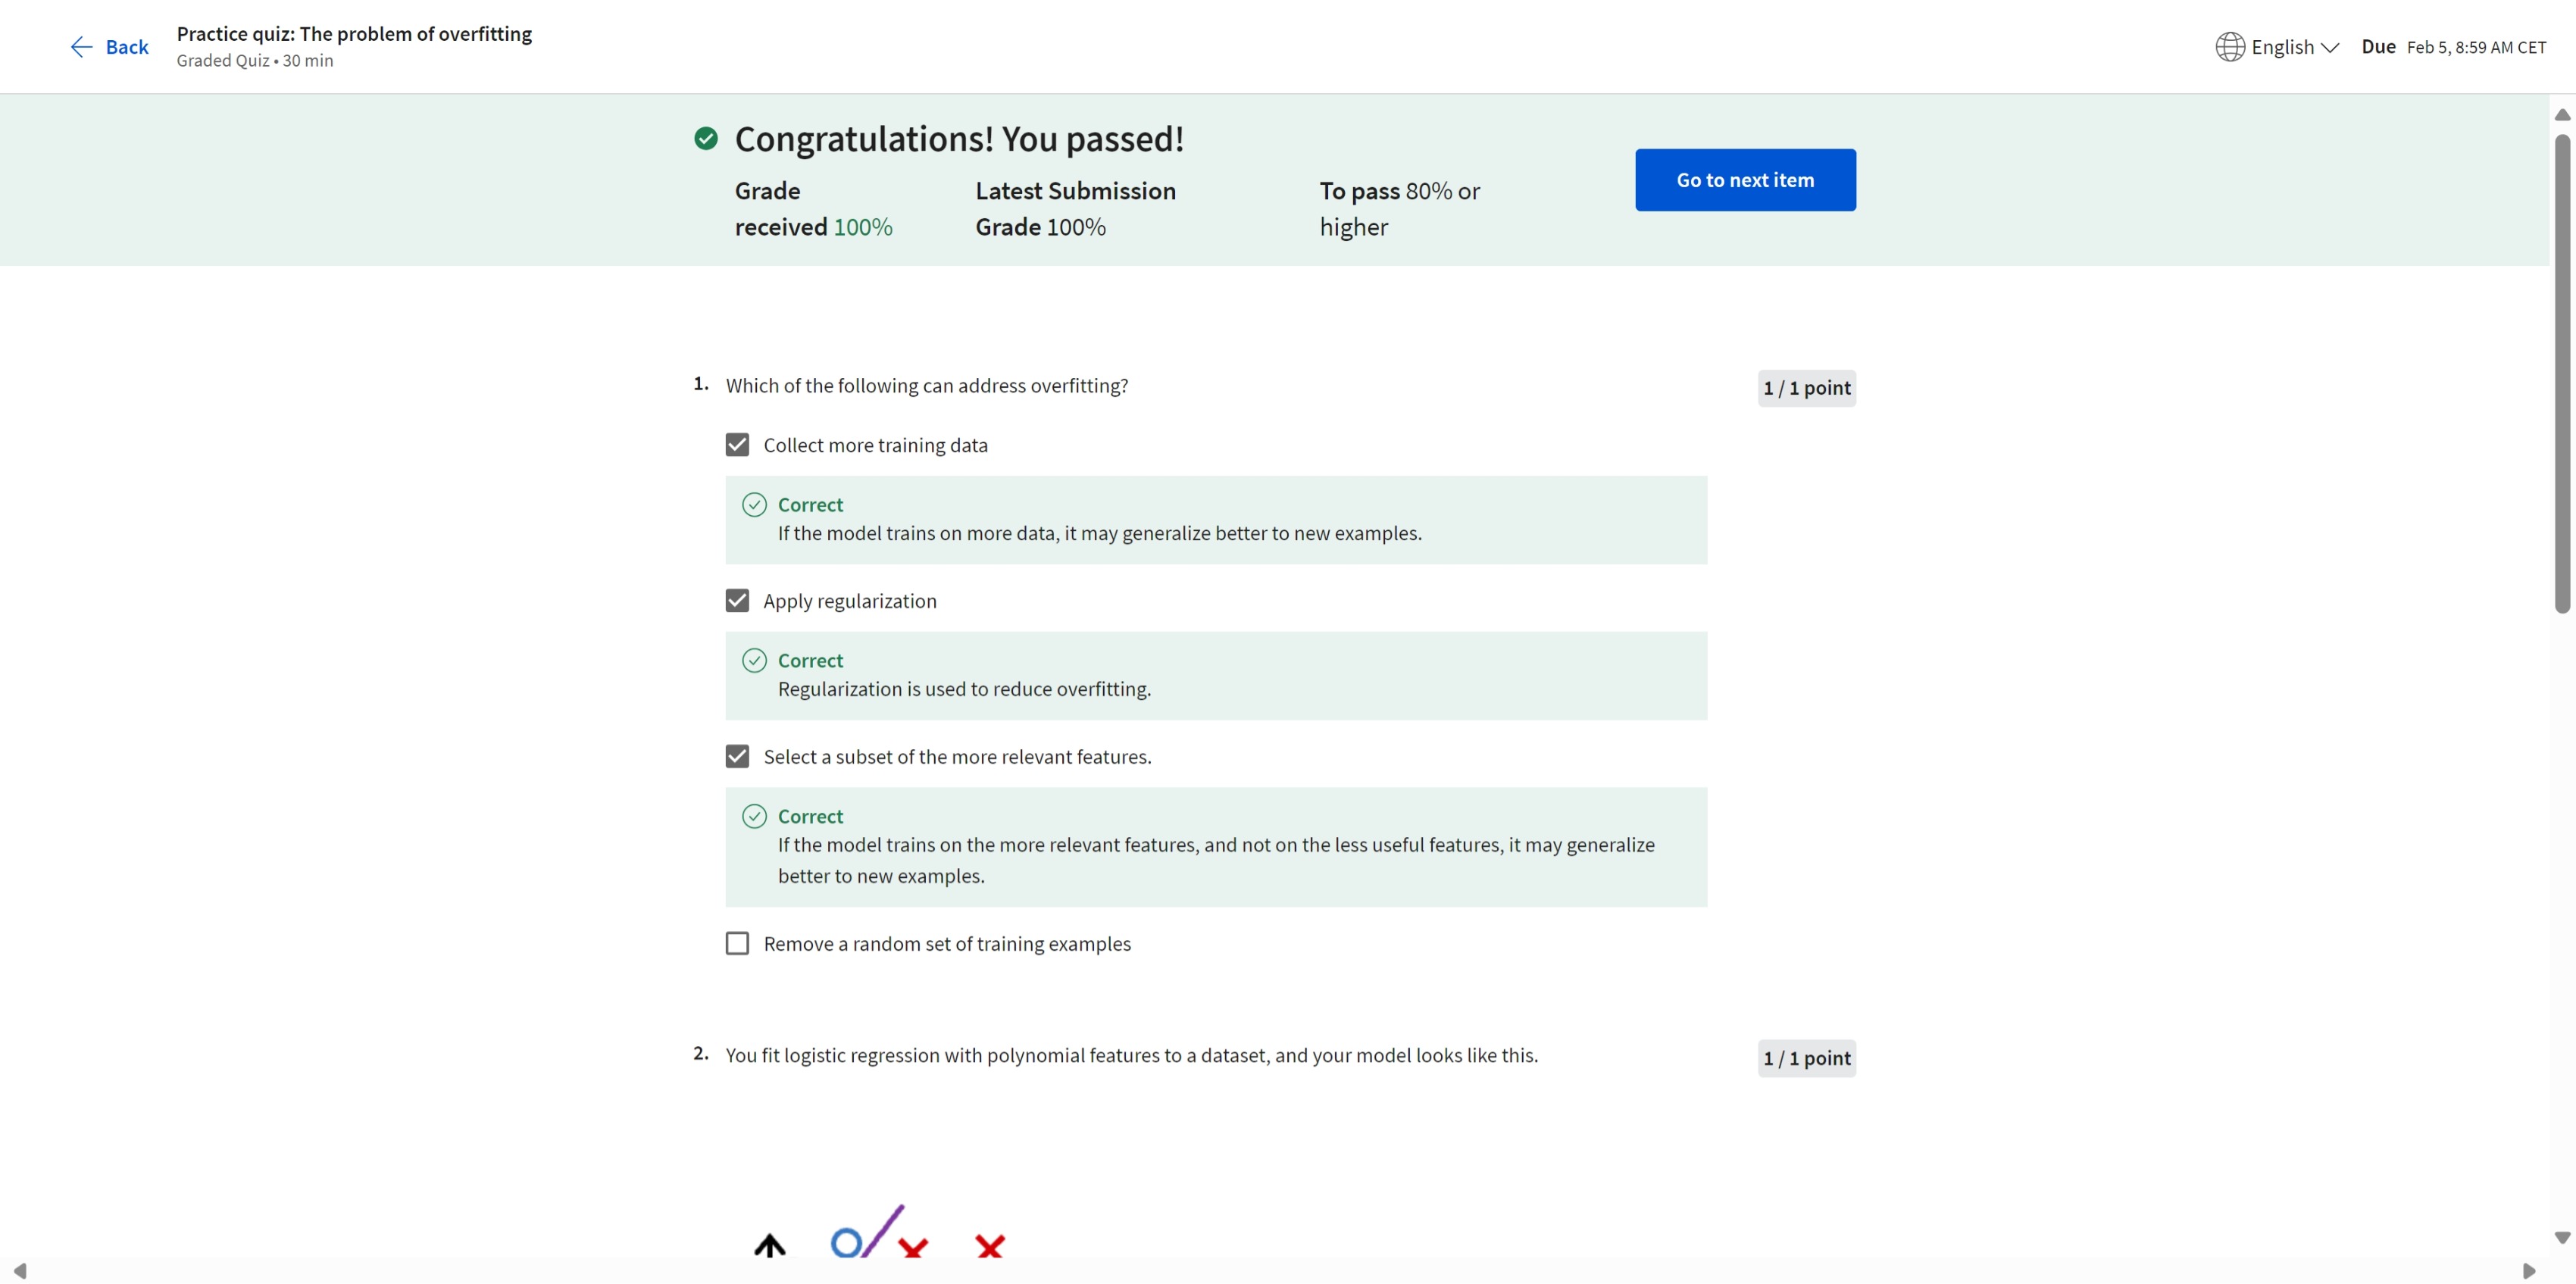 Back
Practice quiz: The problem of overfitting
Graded Quiz • 30 min
English
Due Feb 5, 8:59 AM CET
Congratulations! You passed!
Grade
received 100%
Latest Submission
Grade 100%
To pass 80% or
higher
Go to next item
1. Which of the following can address overfitting?
1 / 1 point
Collect more training data
Correct
If the model trains on more data, it may generalize better to new examples.
Apply regularization
Correct
Regularization is used to reduce overfitting.
Select a subset of the more relevant features.
Correct
If the model trains on the more relevant features, and not on the less useful features, it may generalize
better to new examples.
Remove a random set of training examples
2. You fit logistic regression with polynomial features to a dataset, and your model looks like this.
1 / 1 point